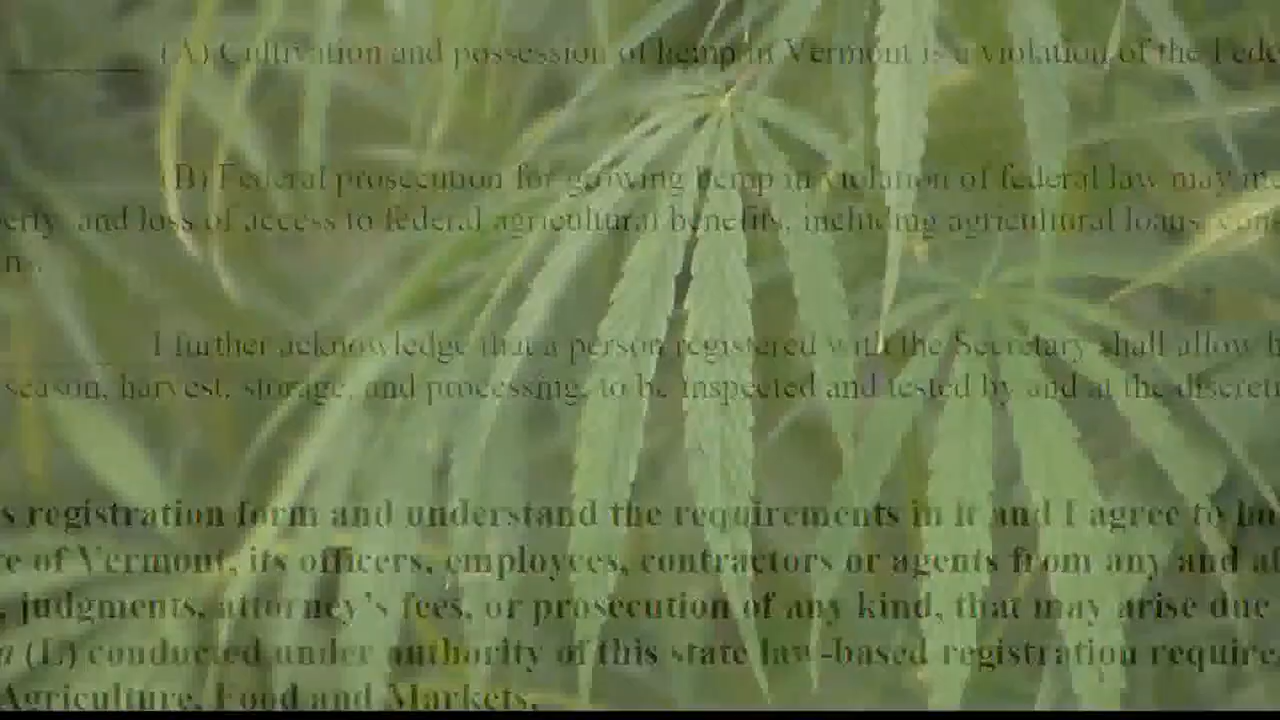 (A) Cultivation and possession of hemp in Vermont is a violation of the
B) Federal prosecution for growing hemp in violation of federal law may
and loss of access to federal agricultural benefits, including agricultural loans,
I further acknowledge that a person registered with the Secretary shall allow
season, harvest, storage, and processing, to be inspected and tested by and at the
s registration form and understand the requirements in it and I agree to
of Vermont, its officers, employees, contractors or agents from any and
, judgments, attorney's fees, or prosecution of any kind, that may arise due
(L) conducted under authority of this state law-based registration
Agriculture, Food and Markets.